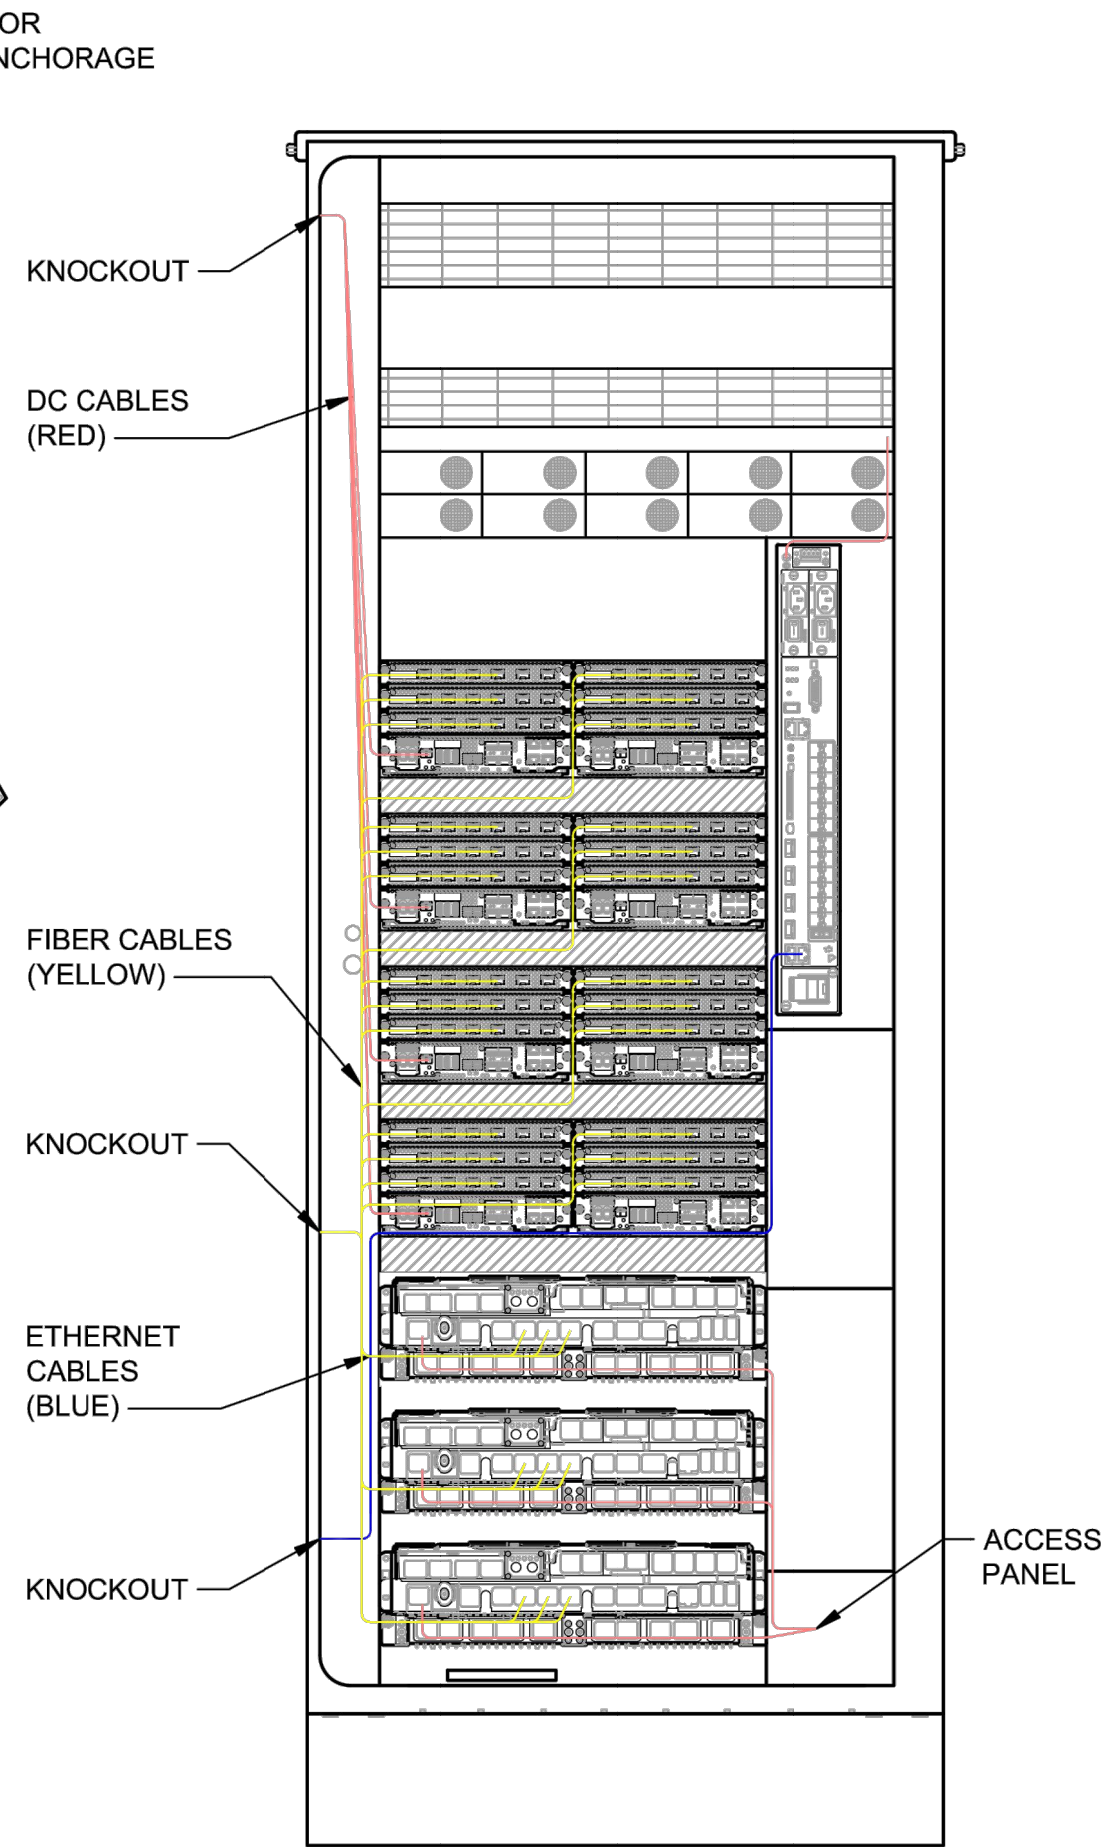 OR
NCHORAGE
KNOCKOUT
DC CABLES
(RED)
FIBER CABLES
(YELLOW)
KNOCKOUT
ETHERNET
CABLES
(BLUE)
KNOCKOUT
ACCESS
PANEL